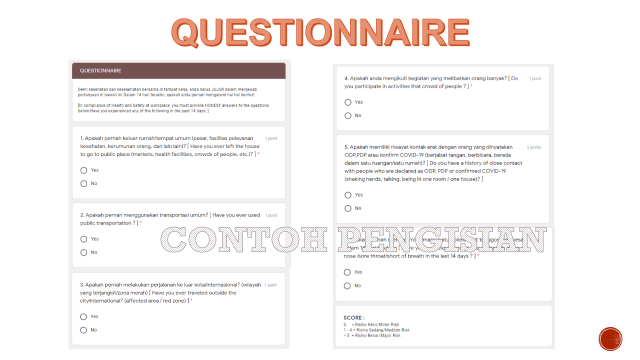 QUESTIONNAIRE
QUESTIONNAIRE
Demi kesehatan dan keselamatan bersama di tempat kerja, anda harus JUJUR dalam menjawab
pertanyaan di bawah ini. Dalam 14 hari terakhir, apakah anda pernah mengalami hal hal berikut:
[In compliance of Health and Safety at workplace, you must provide HONEST answers to the questions
below.Have you experienced any of the following in the past 14 days: ]
1. Apakah pernah keluar rumah/tempat umum (pasar, fasilitas pelayanan
kesehatan, kerumunan orang, dan lain lain)? [ Have you ever left the house
to go to public place (markets, health facilities, crowds of people, etc.)? ] *
1 point
Yes
No
2. Apakah pernah menggunakan transportasi umum? [ Have you ever used
public transportation ? ] *
1 point
Yes
No
3. Apakah pernah melakukan perjalanan ke luar kota/internasional? (wilayah
yang terjangkit/zona merah) [ Have you ever traveled outside the
city/international? (affected area / red zone) ] *
1 point
Yes
No
4. Apakah anda mengikuti kegiatan yang melibatkan orang banyak? [ Do
you participate in activities that crowd of people ? ] *
1 point
Yes
No
5. Apakah memiliki riwayat kontak erat dengan orang yang dinyatakan
ODP,PDP atau konfirm COVID-19 (berjabat tangan, berbicara, berada
dalam satu ruangan/satu rumah)? [ Do you have a history of close contact
with people who are declared as ODP, PDP or confirmed COVID-19
(shaking hands, talking, being in one room / one house)? ]
5 points
Yes
No
CONTOH PENGISIAN
nose /sore throat/short of breath in the last 14 days ? ] *
Yes
No
SCORE :
0 = Risiko Kecil/Minor Risk
1 - 4 = Risiko Sedang/Medium Risk
> 5 = Risiko Besar/Major Risk